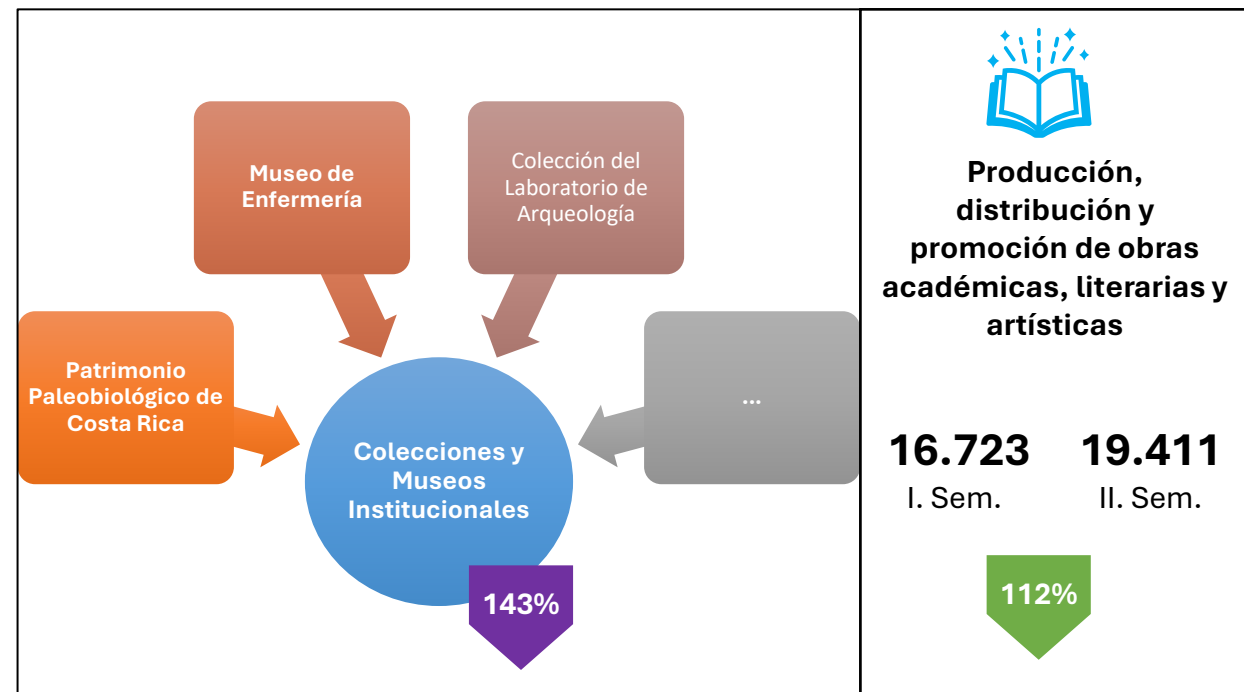 Museo de
Enfermería
Colección del
Laboratorio de
Arqueología
Patrimonio
Paleobiológico de
Costa Rica
...
Colecciones y
Museos
Institucionales
143%
Producción,
distribución y
promoción de obras
académicas, literarias y
artísticas
16.723 19.411
I. Sem. II. Sem.
112%